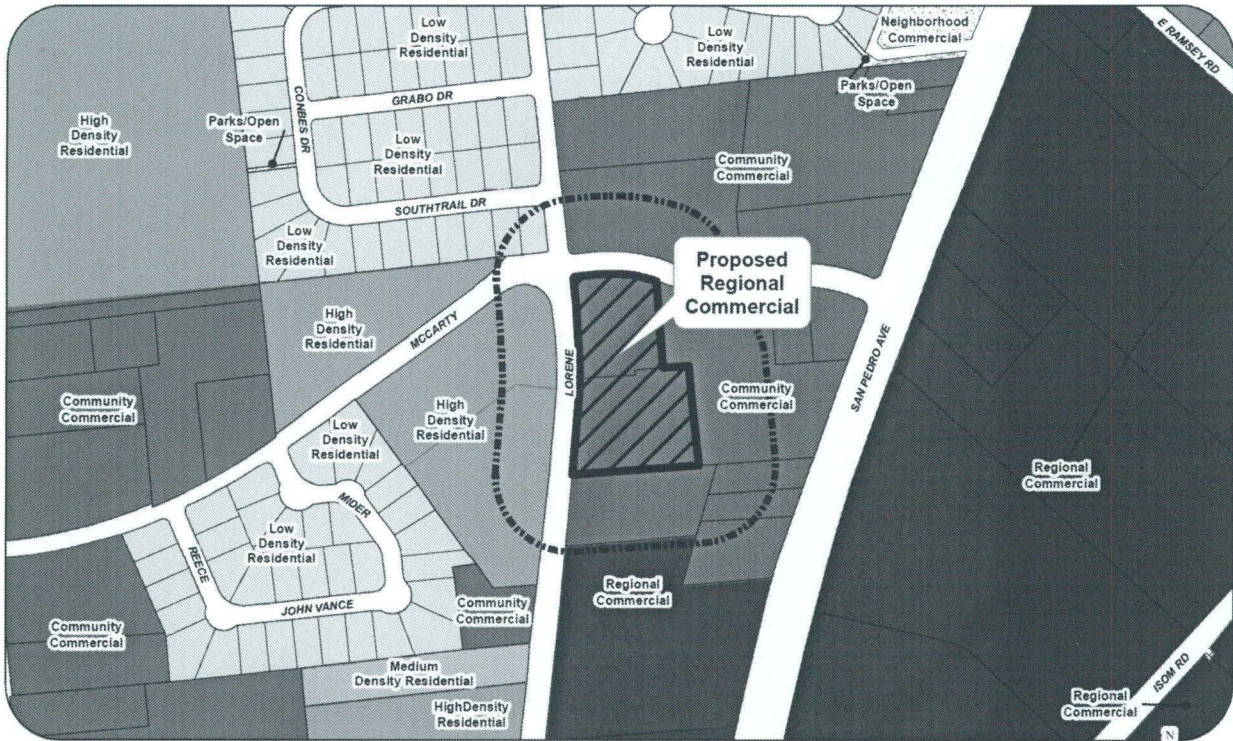 Low
Density
Residential
Low
Density
Residential
Neighborhood
Commercial
E RAMSEY RD
High
Density
Residential
Parks/Open
Space
CONBES DR
GRABO DR
Parks/Open
Space
Low
Density
Residential
Community
Commercial
SOUTHTRAIL DR
Low
Density
Residential
Proposed
Regional
Commercial
High
Density
Residential
MCCARTY
LORENE
SAN PEDRO AVE
Community
Commercial
Community
Commercial
High
Density
Residential
Low
Density
Residential
Regional
Commercial
MIDER
Low
Density
Residential
REECE
JOHN VANCE
Regional
Commercial
Community
Commercial
Community
Commercial
Medium
Density Residential
HighDensity
Residential
ISOM RD
Regional
Commercial
N